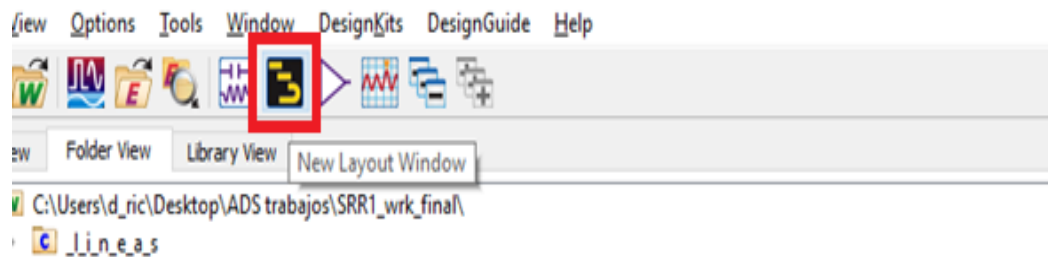 View Options Tools Window DesignKits DesignGuide Help
W E
ew Folder View Library View New Layout Window
C:\Users\d_ric\Desktop\ADS trabajos\SRR1_wrk_final\
C _l_i_n_e_a_s